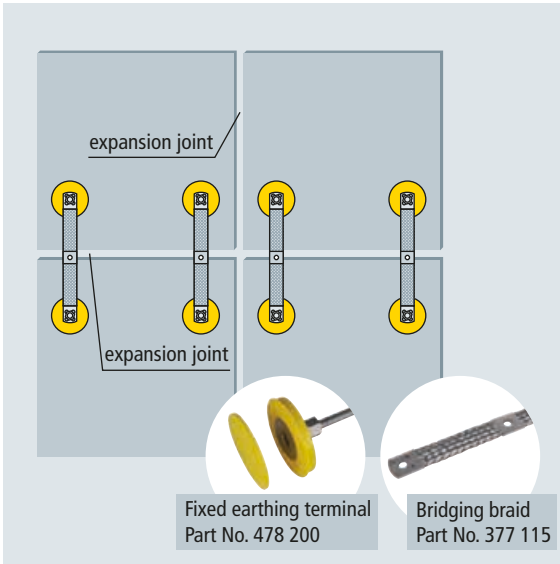 expansion joint
expansion joint
Fixed earthing terminal
Part No. 478 200
Bridging braid
Part No. 377 115